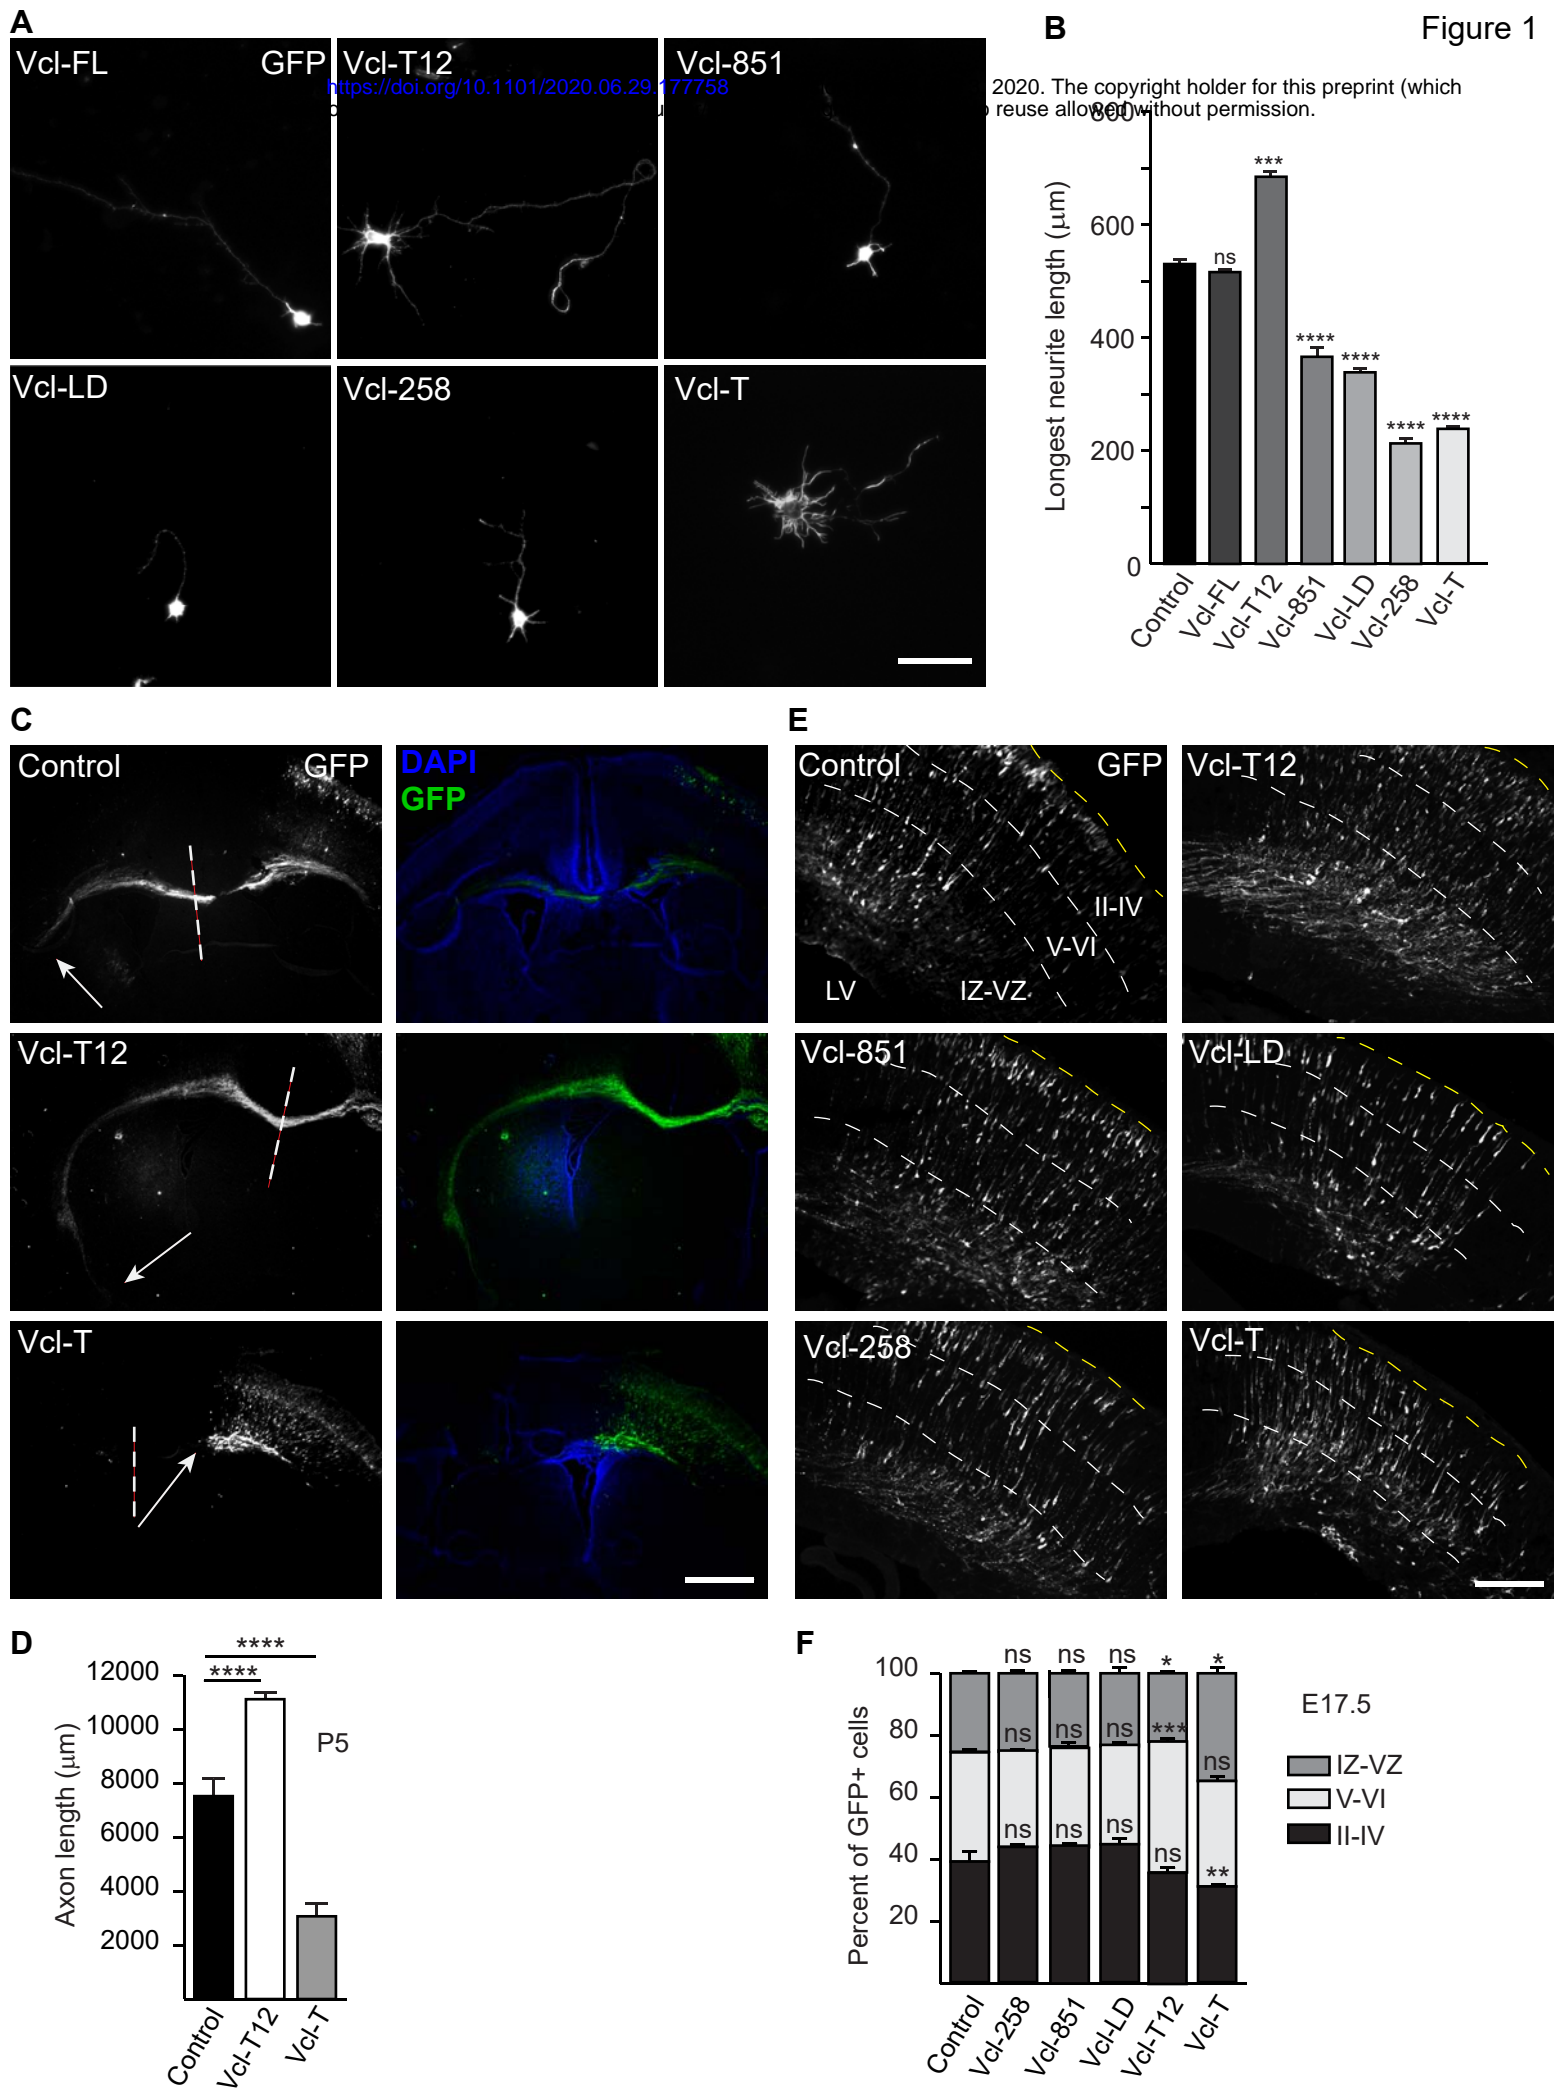 Figure 1
A
Vcl-FL
GFP
Vcl-T12
Vcl-851
https://doi.org/10.1101/2020.06.29.177758
2020. The copyright holder for this preprint (which
reuse allowed without permission.
Vcl-LD
Vcl-258
Vcl-T
B
Longest neurite length (μm)
800
600
400
200
0
ns
***
****
****
****
****
Control
Vcl-FL
Vcl-T12
Vcl-851
Vcl-LD
Vcl-258
Vcl-T
C
Control
GFP
DAPI
GFP
Vcl-T12
Vcl-T
E
Control
GFP
II-IV
V-VI
IZ-VZ
LV
Vcl-T12
Vcl-851
Vcl-LD
Vcl-258
Vcl-T
D
Axon length (μm)
12000
10000
8000
6000
4000
2000
****
****
P5
Control
Vcl-T12
Vcl-T
F
Percent of GFP+ cells
100
80
60
40
20
ns ns ns * *
ns ns ns *** ns
ns ns ns ns **
Control
Vcl-258
Vcl-851
Vcl-LD
Vcl-T12
Vcl-T
E17.5
IZ-VZ
V-VI
II-IV